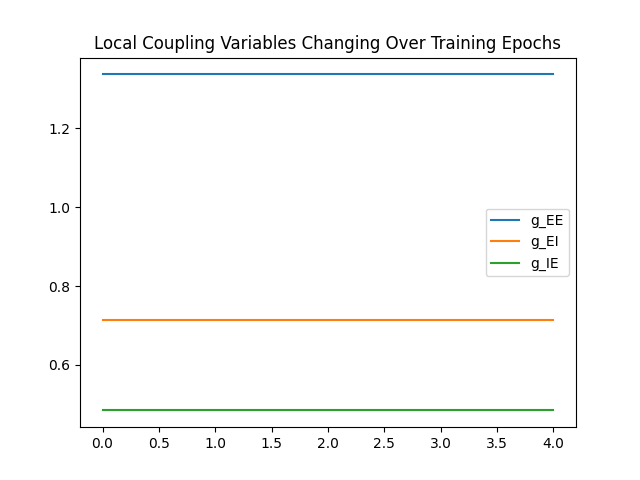 Local Coupling Variables Changing Over Training Epochs
1.2
1.0
0.8
0.6
g_EE
g_EI
g_IE
0.0 0.5 1.0 1.5 2.0 2.5 3.0 3.5 4.0